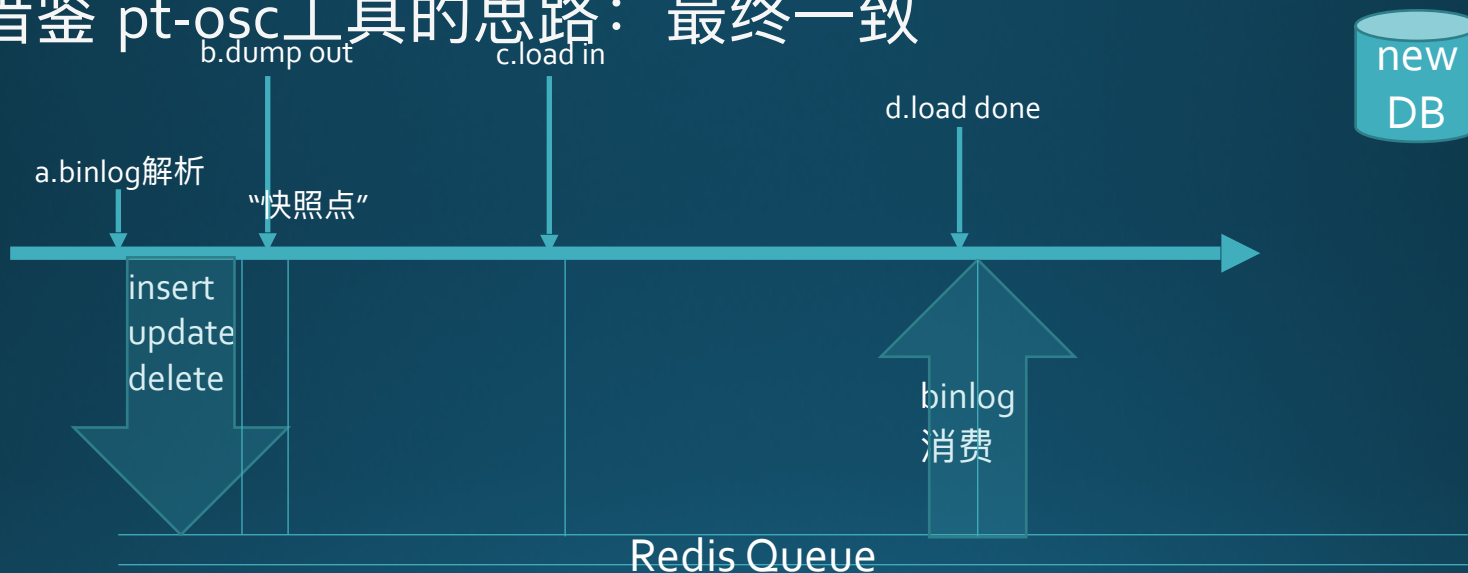 借鉴 pt-osc工具的思路：最终一致
b.dump out
c.load in
new
DB
d.load done
a.binlog解析
“快照点”
insert
update
delete
binlog
消费
Redis Queue